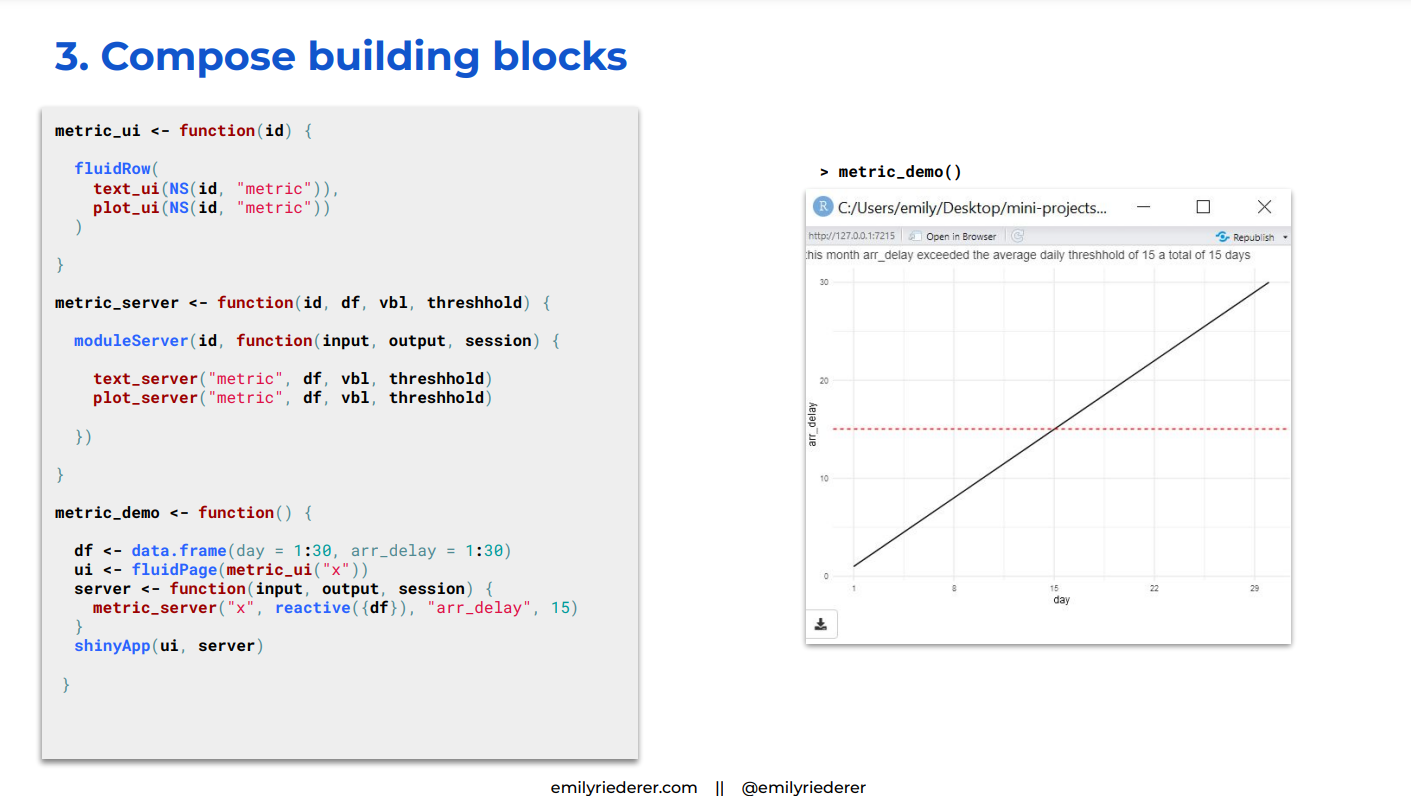 3. Compose building blocks
metric_ui <- function(id) {
fluidRow(
text_ui(NS(id, "metric")),
plot_ui(NS(id, "metric"))
)
}
metric_server <- function(id, df, vbl, threshhold) {
moduleServer(id, function(input, output, session) {
text_server("metric", df, vbl, threshhold)
plot_server("metric", df, vbl, threshhold)
})
}
metric_demo <- function() {
df <- data.frame(day = 1:30, arr_delay = 1:30)
ui <- fluidPage(metric_ui("x"))
server <- function(input, output, session) {
metric_server("x", reactive({df}), "arr_delay", 15)
}
shinyApp(ui, server)
}
> metric_demo()
R C:/Users/emily/Desktop/mini-projects...
http://127.0.0.1:7215 Open in Browser Republish
this month arr_delay exceeded the average daily threshhold of 15 a total of 15 days
30
20
arr_delay
10
0
1 8 15 22 29
day
emilyriederer.com || @emilyriederer